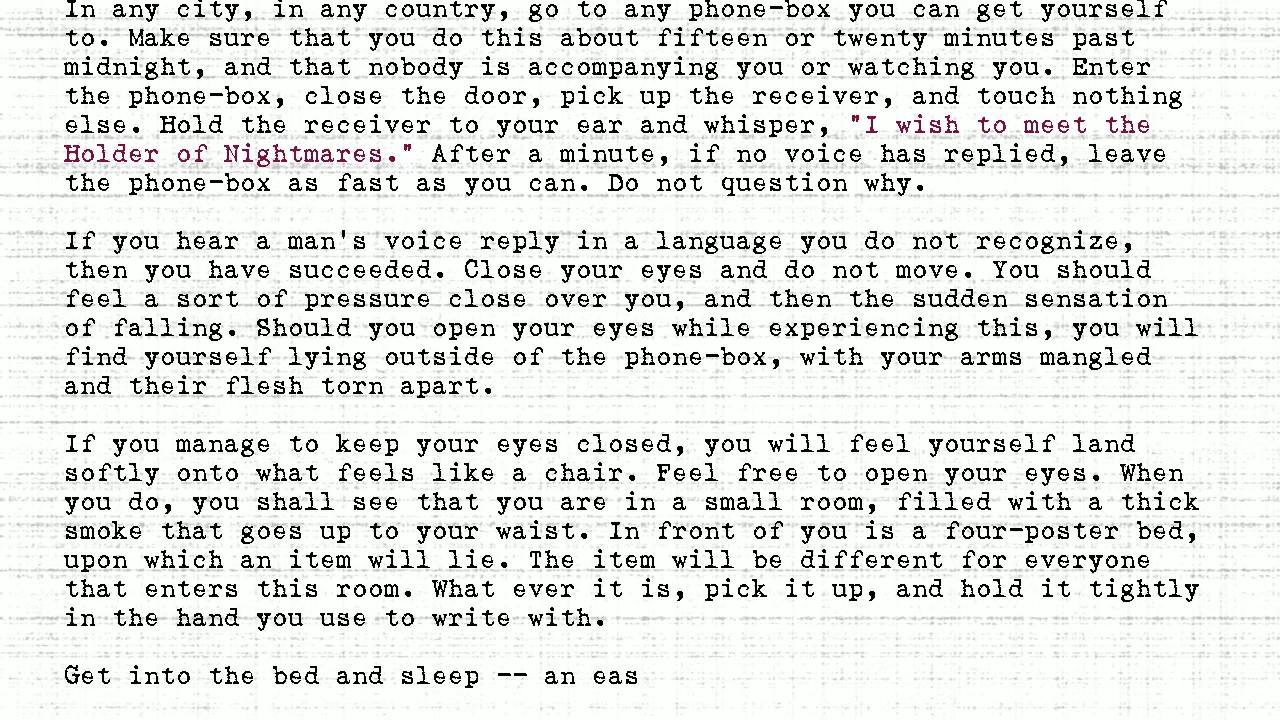 In any city, in any country, go to any phone-box you can get yourself
to. Make sure that you do this about fifteen or twenty minutes past
midnight, and that nobody is accompanying you or watching you. Enter
the phone-box, close the door, pick up the receiver, and touch nothing
else. Hold the receiver to your ear and whisper, "I wish to meet the
Holder of Nightmares." After a minute, if no voice has replied, leave
the phone-box as fast as you can. Do not question why.
If you hear a man's voice reply in a language you do not recognize,
then you have succeeded. Close your eyes and do not move. You should
feel a sort of pressure close over you, and then the sudden sensation
of falling. Should you open your eyes while experiencing this, you will
find yourself lying outside of the phone-box, with your arms mangled
and their flesh torn apart.
If you manage to keep your eyes closed, you will feel yourself land
softly onto what feels like a chair. Feel free to open your eyes. When
you do, you shall see that you are in a small room, filled with a thick
smoke that goes up to your waist. In front of you is a four-poster bed,
upon which an item will lie. The item will be different for everyone
that enters this room. What ever it is, pick it up, and hold it tightly
in the hand you use to write with.
Get into the bed and sleep -- an eas